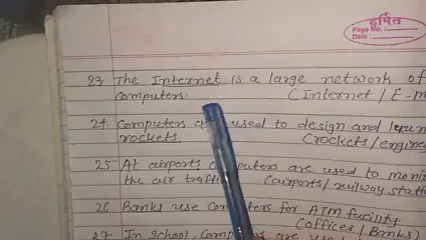 हर्षित
Page No.:
Date:
23 The Internet is a large network of
computers. (Internet / E-m
24 Computers used to design and
rockets. (rockets / engine
25 At airports computers are used to moni
the air traffic (airports / railway stati
26 Banks use Computers for ATM facility.
(offices / Banks)
27 In School, computers are